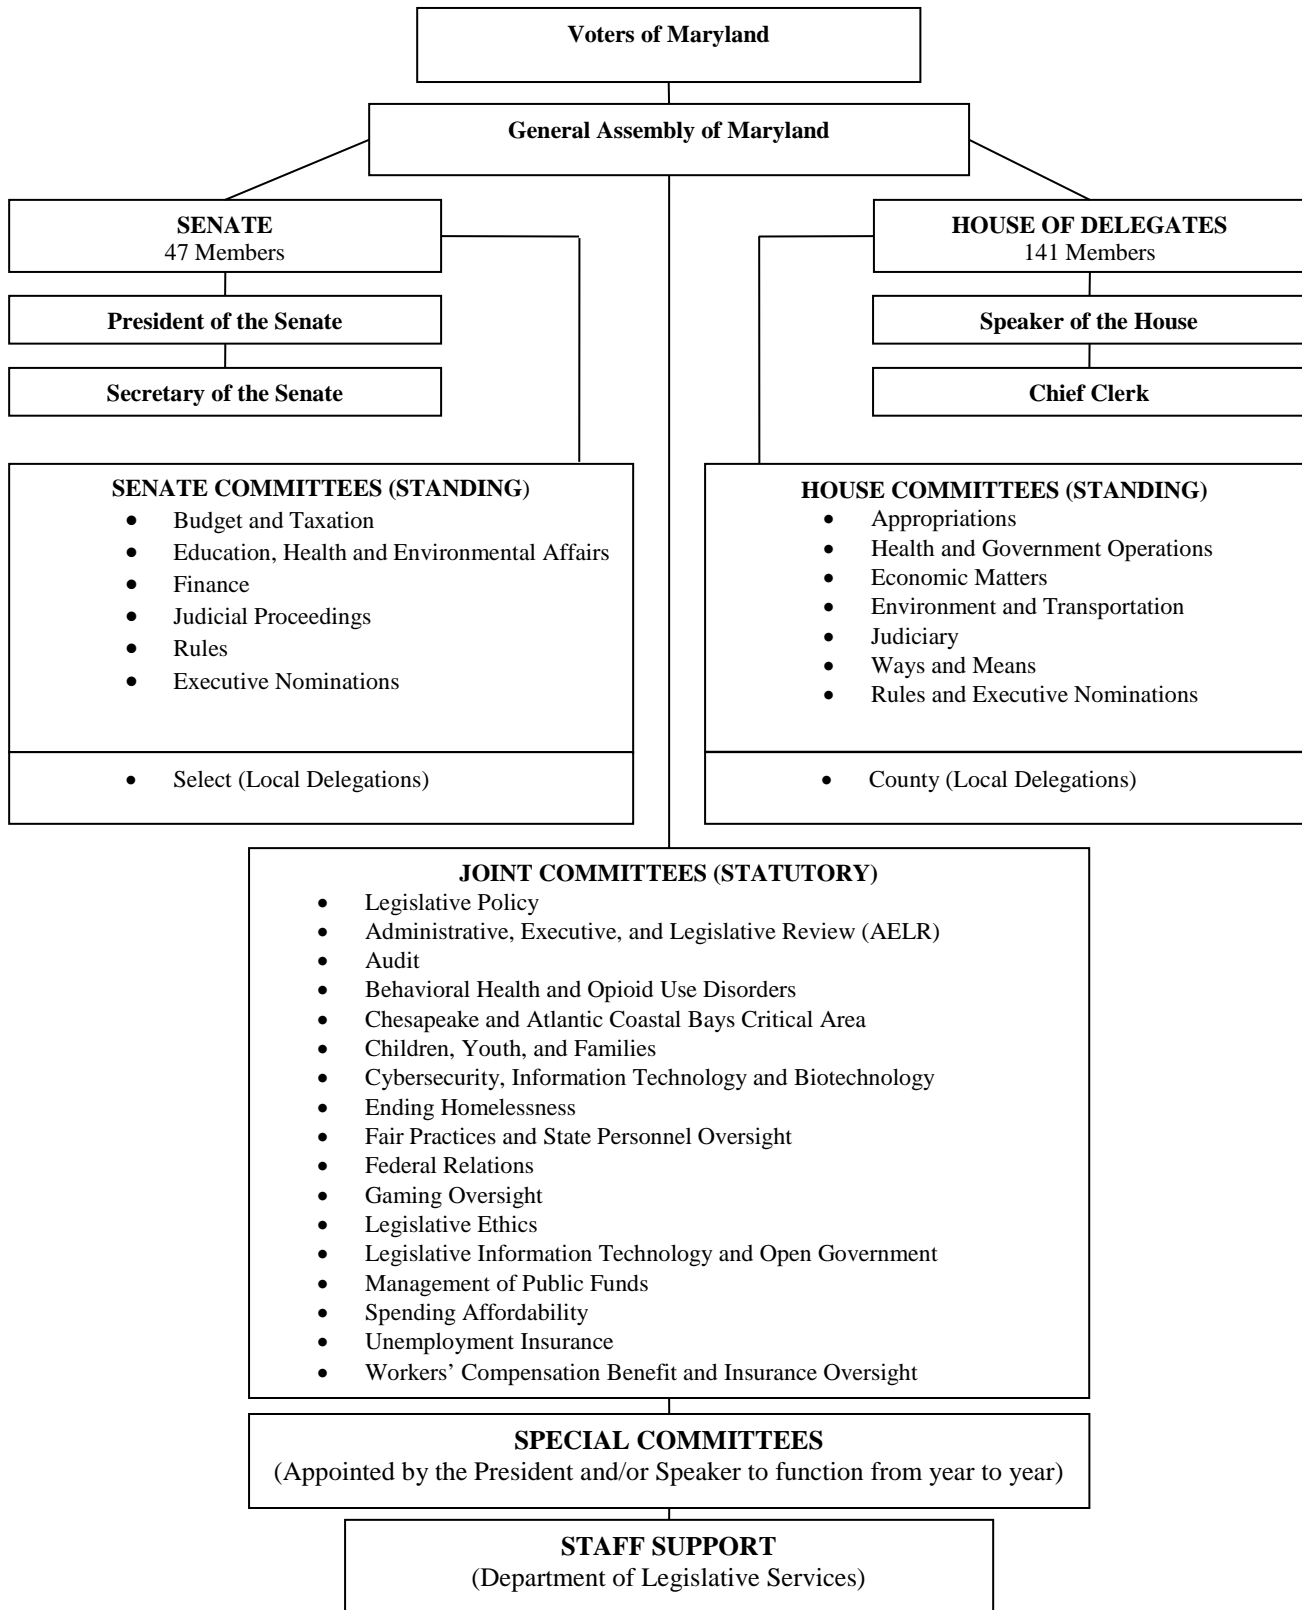 Voters of Maryland
General Assembly of Maryland
SENATE
47 Members
HOUSE OF DELEGATES
141 Members
President of the Senate
Speaker of the House
Secretary of the Senate
Chief Clerk
SENATE COMMITTEES (STANDING)
• Budget and Taxation
• Education, Health and Environmental Affairs
• Finance
• Judicial Proceedings
• Rules
• Executive Nominations
• Select (Local Delegations)
HOUSE COMMITTEES (STANDING)
• Appropriations
• Health and Government Operations
• Economic Matters
• Environment and Transportation
• Judiciary
• Ways and Means
• Rules and Executive Nominations
• County (Local Delegations)
JOINT COMMITTEES (STATUTORY)
• Legislative Policy
• Administrative, Executive, and Legislative Review (AELR)
• Audit
• Behavioral Health and Opioid Use Disorders
• Chesapeake and Atlantic Coastal Bays Critical Area
• Children, Youth, and Families
• Cybersecurity, Information Technology and Biotechnology
• Ending Homelessness
• Fair Practices and State Personnel Oversight
• Federal Relations
• Gaming Oversight
• Legislative Ethics
• Legislative Information Technology and Open Government
• Management of Public Funds
• Spending Affordability
• Unemployment Insurance
• Workers’ Compensation Benefit and Insurance Oversight
SPECIAL COMMITTEES
(Appointed by the President and/or Speaker to function from year to year)
STAFF SUPPORT
(Department of Legislative Services)